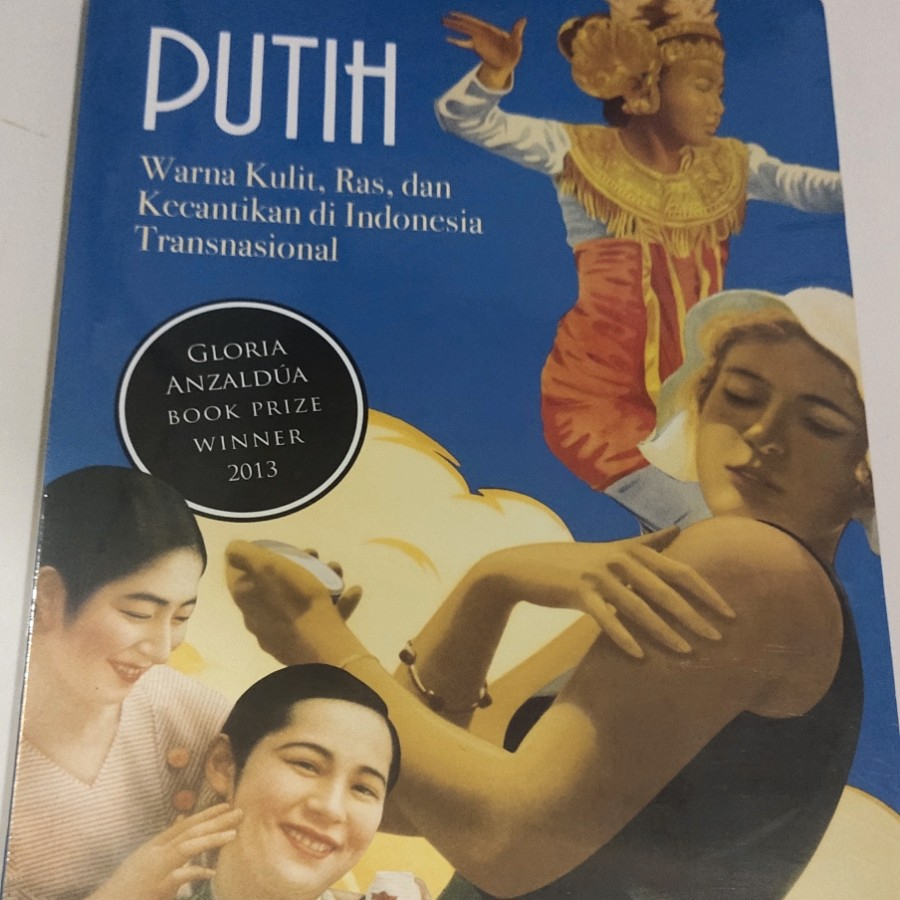 PUTIH
Warna Kulit, Ras, dan
Kecantikan di Indonesia
Transnasional
GLORIA
ANZALDÚA
BOOK PRIZE
WINNER
2013